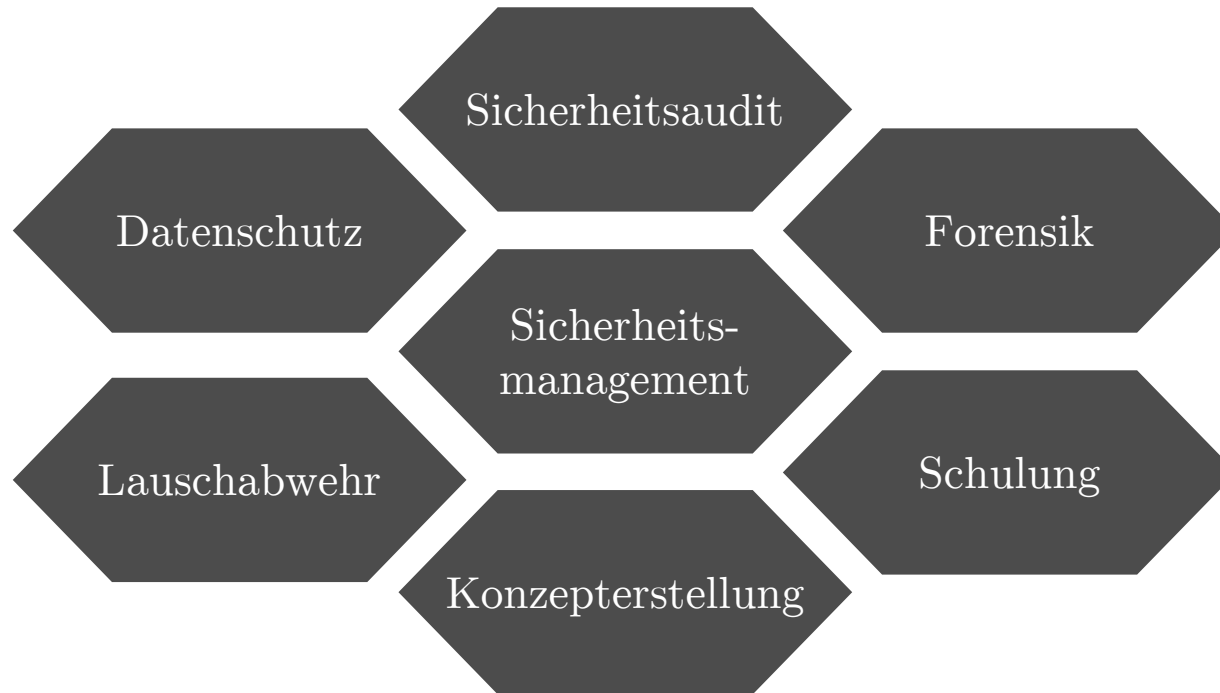 Sicherheitsaudit
Datenschutz
Forensik
Sicherheits-
management
Lauschabwehr
Schulung
Konzepterstellung